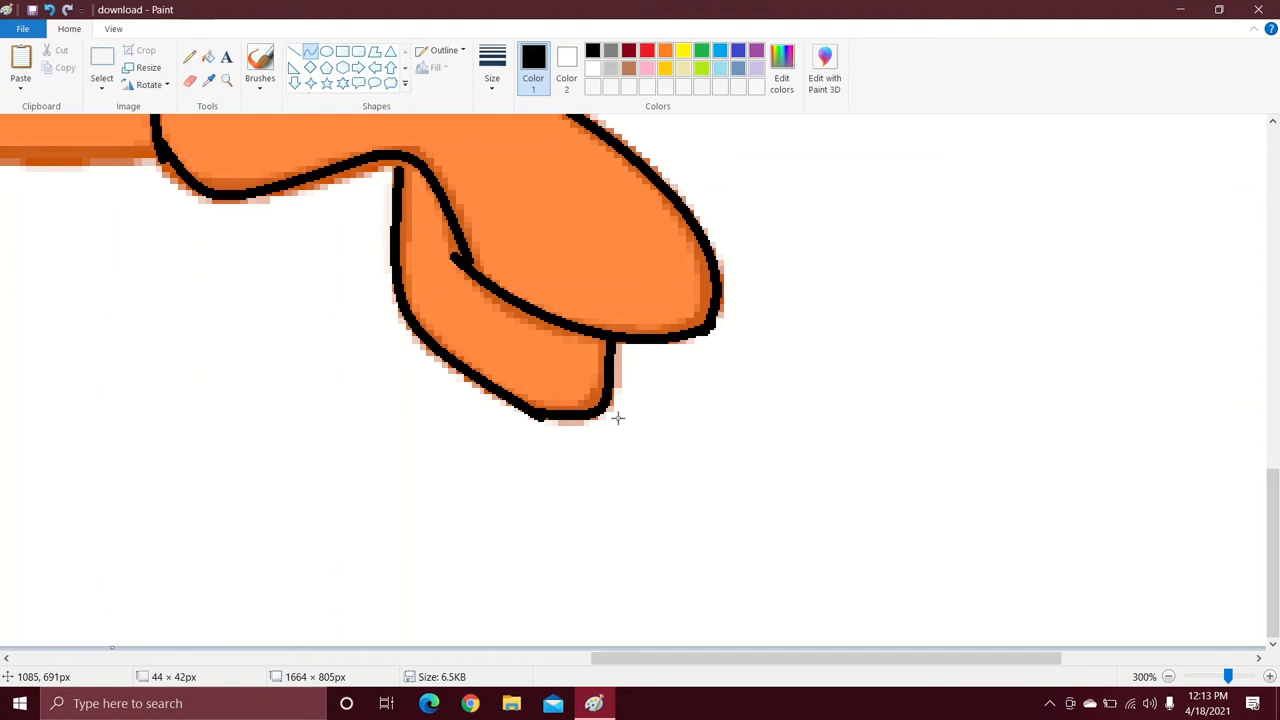 download - Paint
File Home View
Paste
Cut
Copy
Clipboard
Select
Crop
Resize
Rotate
Image
A
Tools
Brushes
Outline
Fill
Shapes
Size
Color
1
Color
2
Edit
colors
Colors
Edit with
Paint 3D
1085, 691px
44 × 42px
1664 × 805px
Size: 6.5KB
300%
Type here to search
12:13 PM
4/18/2021